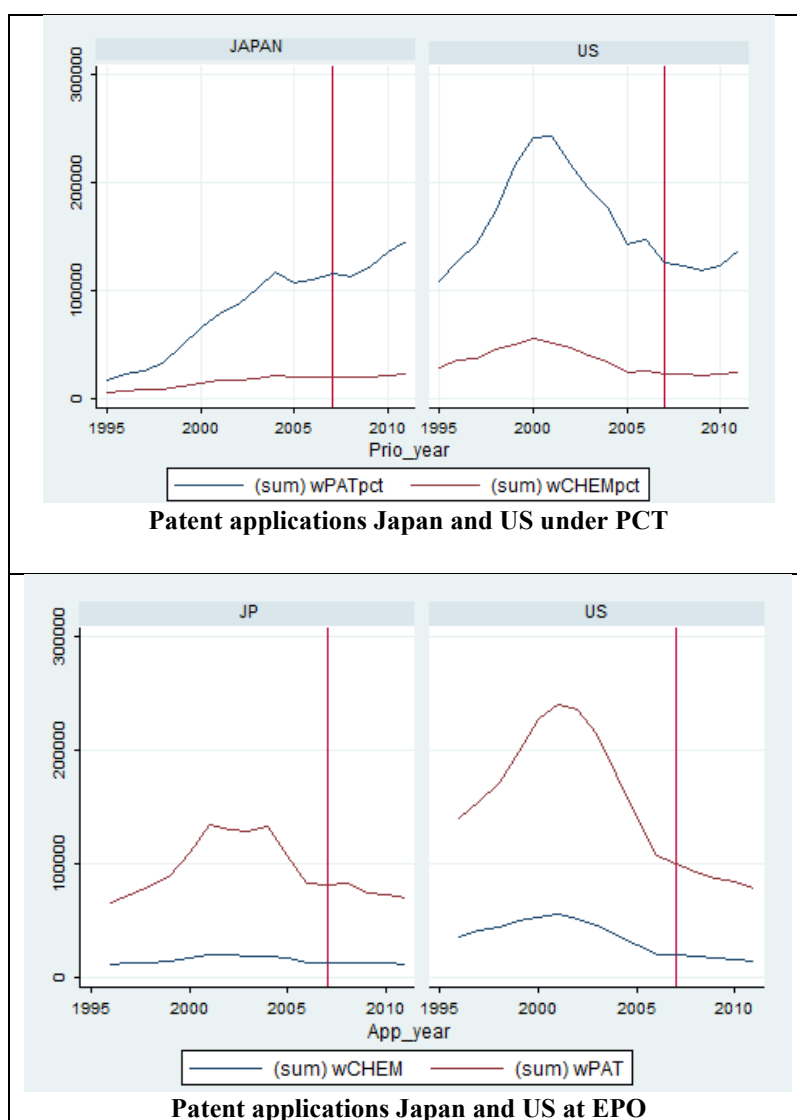 JAPAN US
300000
200000
100000
0
1995 2000 2005 2010 1995 2000 2005 2010
Prio_year
(sum) wPATpct (sum) wCHEMpct
Patent applications Japan and US under PCT
JP US
300000
200000
100000
0
1995 2000 2005 2010 1995 2000 2005 2010
App_year
(sum) wCHEM (sum) wPAT
Patent applications Japan and US at EPO